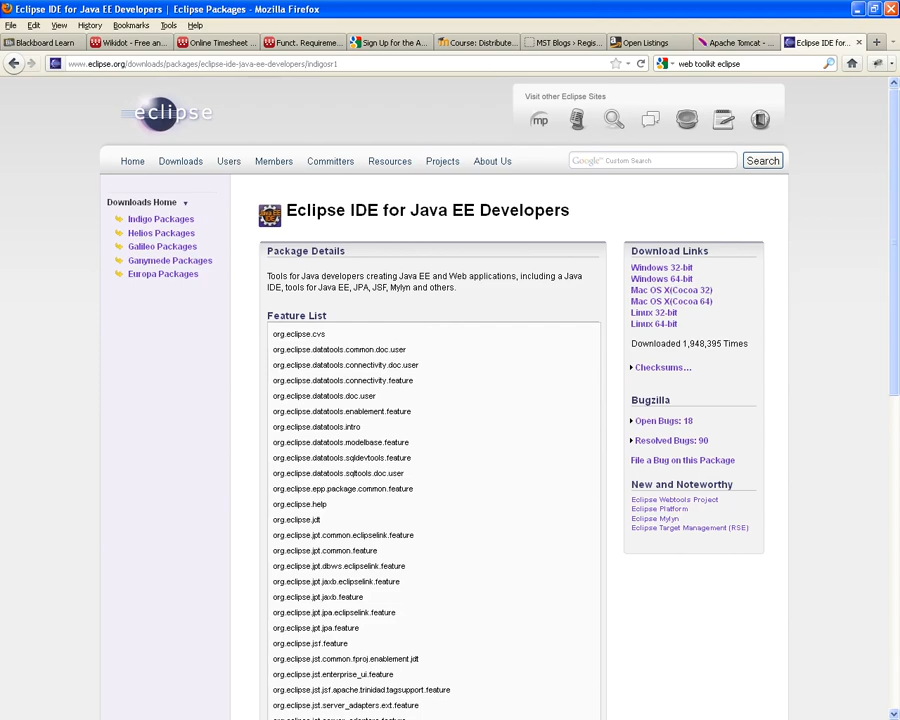 Eclipse IDE for Java EE Developers | Eclipse Packages - Mozilla Firefox
File Edit View History Bookmarks Tools Help
Blackboard Learn
Wikidot - Free an...
Online Timesheet ...
Funct. Requireme...
Sign Up for the A...
Course: Distribute...
MST Blogs › Regis...
Open Listings
Apache Tomcat - ...
Eclipse IDE for...
www.eclipse.org/downloads/packages/eclipse-ide-java-ee-developers/indigosr1
web toolkit eclipse
eclipse
Visit other Eclipse Sites
mp
Home Downloads Users Members Committers Resources Projects About Us
Google™ Custom Search
Search
Downloads Home
Indigo Packages
Helios Packages
Galileo Packages
Ganymede Packages
Europa Packages
Eclipse IDE for Java EE Developers
Package Details
Tools for Java developers creating Java EE and Web applications, including a Java
IDE, tools for Java EE, JPA, JSF, Mylyn and others.
Feature List
org.eclipse.cvs
org.eclipse.datatools.common.doc.user
org.eclipse.datatools.connectivity.doc.user
org.eclipse.datatools.connectivity.feature
org.eclipse.datatools.doc.user
org.eclipse.datatools.enablement.feature
org.eclipse.datatools.intro
org.eclipse.datatools.modelbase.feature
org.eclipse.datatools.sqldevtools.feature
org.eclipse.datatools.sqltools.doc.user
org.eclipse.epp.package.common.feature
org.eclipse.help
org.eclipse.jdt
org.eclipse.jpt.common.eclipselink.feature
org.eclipse.jpt.common.feature
org.eclipse.jpt.dbws.eclipselink.feature
org.eclipse.jpt.jaxb.eclipselink.feature
org.eclipse.jpt.jaxb.feature
org.eclipse.jpt.jpa.eclipselink.feature
org.eclipse.jpt.jpa.feature
org.eclipse.jsf.feature
org.eclipse.jst.common.fproj.enablement.jdt
org.eclipse.jst.enterprise_ui.feature
org.eclipse.jst.jsf.apache.trinidad.tagsupport.feature
org.eclipse.jst.server_adapters.ext.feature
org.eclipse.jst.server_adapters.feature
Download Links
Windows 32-bit
Windows 64-bit
Mac OS X(Cocoa 32)
Mac OS X(Cocoa 64)
Linux 32-bit
Linux 64-bit
Downloaded 1,948,395 Times
Checksums...
Bugzilla
Open Bugs: 18
Resolved Bugs: 90
File a Bug on this Package
New and Noteworthy
Eclipse Webtools Project
Eclipse Platform
Eclipse Mylyn
Eclipse Target Management (RSE)